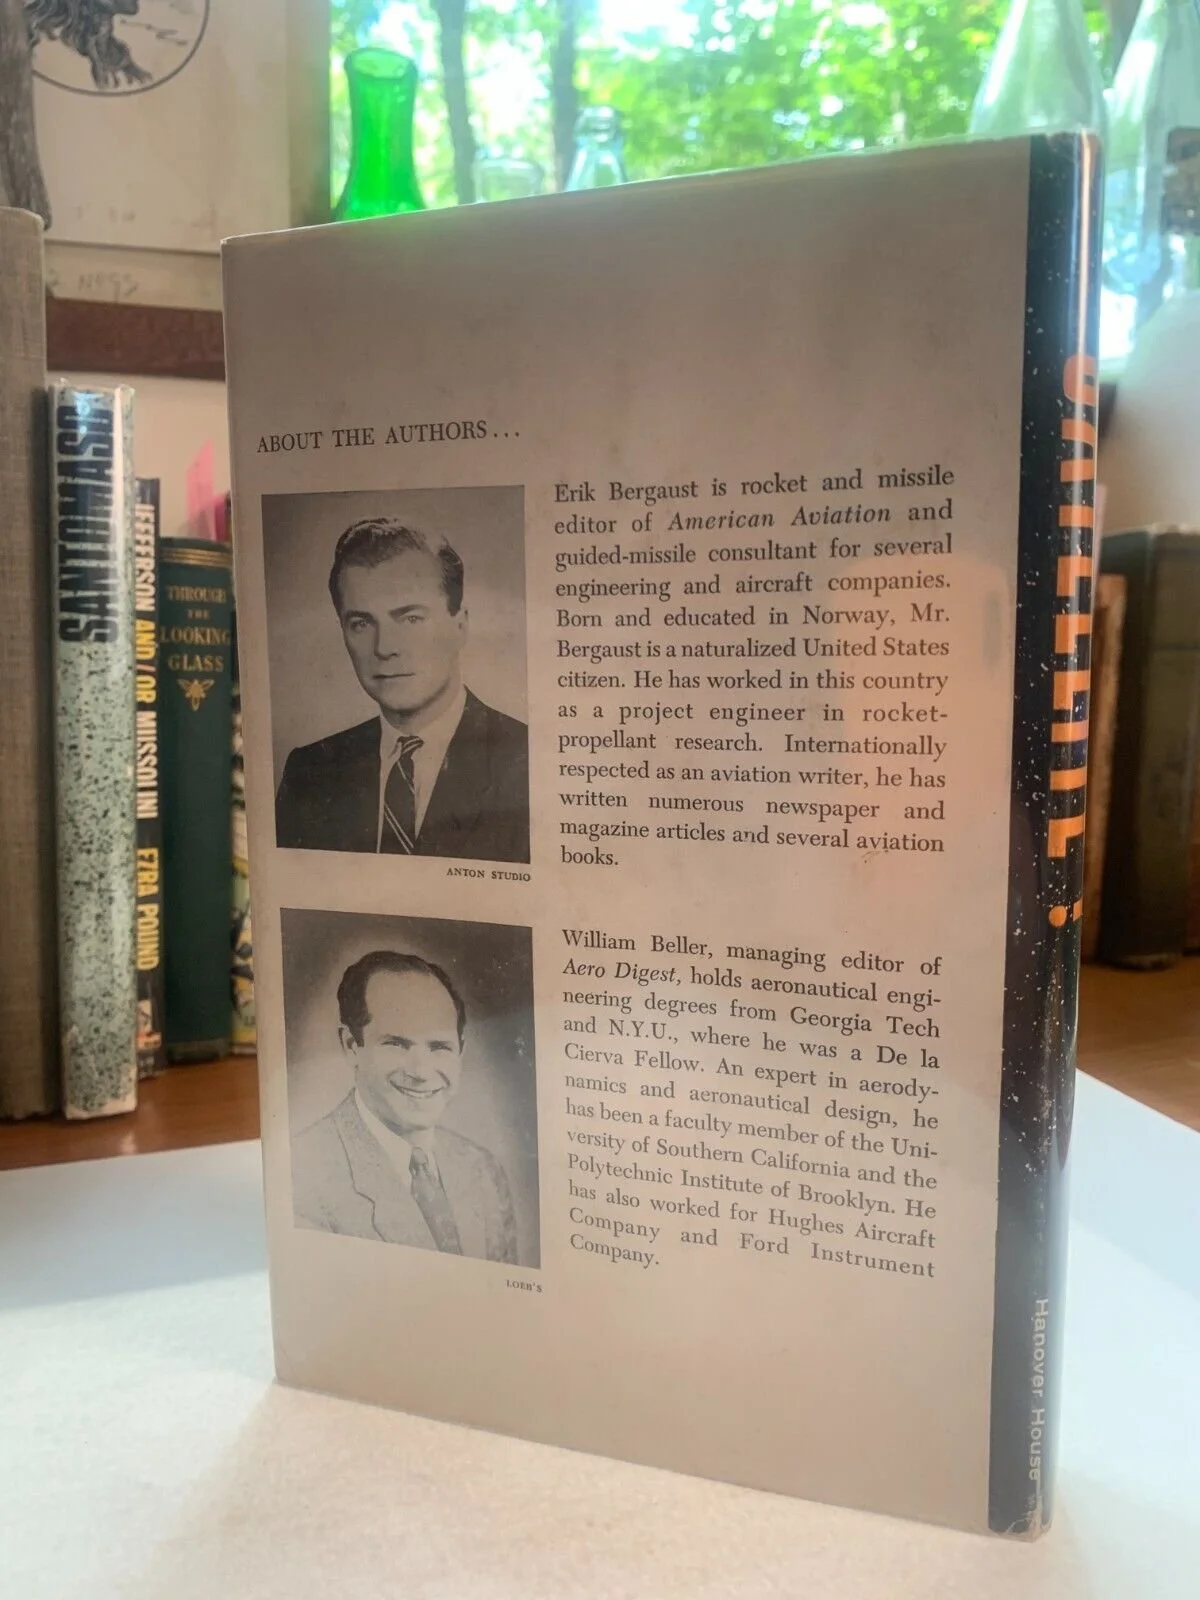 ABOUT THE AUTHORS...
Erik Bergaust is rocket and missile
editor of American Aviation and
guided-missile consultant for several
engineering and aircraft companies.
Born and educated in Norway, Mr.
Bergaust is a naturalized United States
citizen. He has worked in this country
as a project engineer in rocket-
propellant research. Internationally
respected as an aviation writer, he has
written numerous newspaper and
magazine articles and several aviation
books.
ANTON STUDIO
William Beller, managing editor of
Aero Digest, holds aeronautical engi-
neering degrees from Georgia Tech
and N.Y.U., where he was a De la
Cierva Fellow. An expert in aerody-
namics and aeronautical design, he
has been a faculty member of the Uni-
versity of Southern California and the
Polytechnic Institute of Brooklyn. He
has also worked for Hughes Aircraft
Company and Ford Instrument
Company.
LOEB'S
Hanover House
SANTOMASO
JEFFERSON AND/OR MUSSOLINI EZRA POUND
THROUGH
THE
LOOKING
GLASS